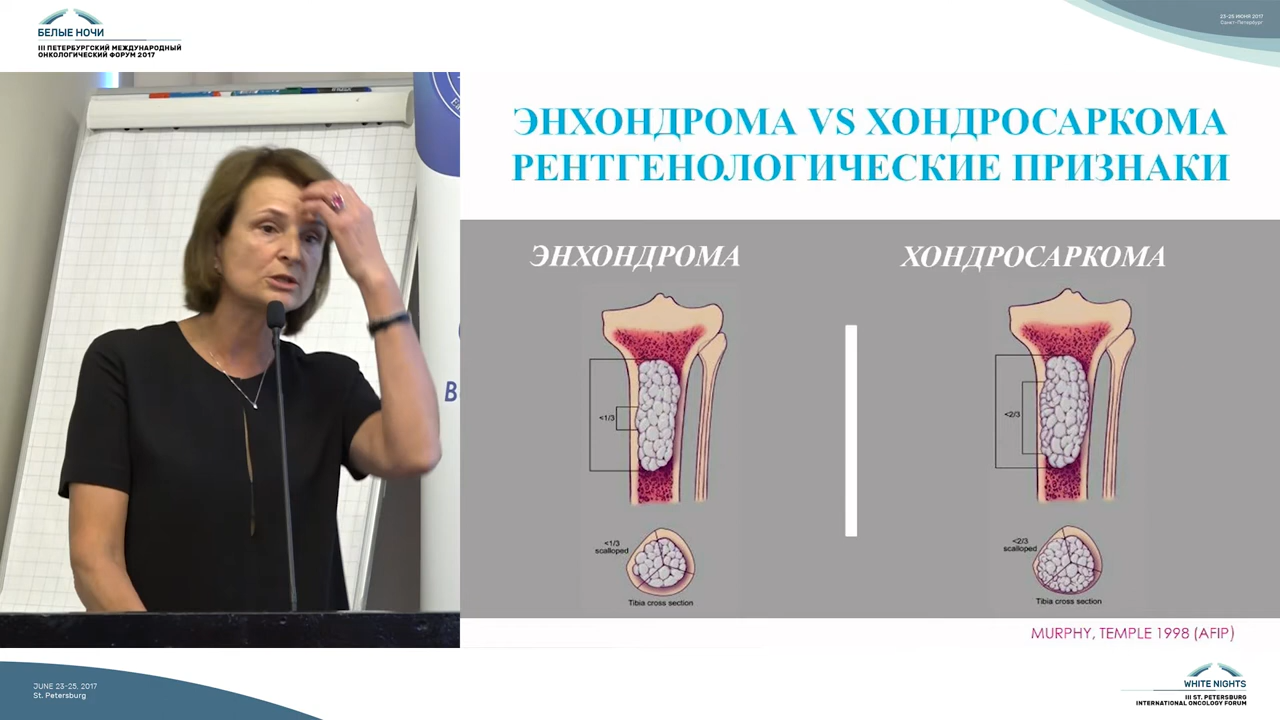 БЕЛЫЕ НОЧИ
III ПЕТЕРБУРГСКИЙ МЕЖДУНАРОДНЫЙ
ОНКОЛОГИЧЕСКИЙ ФОРУМ 2017
23-25 ИЮНЯ 2017
Санкт-Петербург
ЭНХОНДРОМА VS ХОНДРОСАРКОМА
РЕНТГЕНОЛОГИЧЕСКИЕ ПРИЗНАКИ
ЭНХОНДРОМА
ХОНДРОСАРКОМА
<1/3
<2/3
<1/3
scalloped
<2/3
scalloped
Tibia cross section
Tibia cross section
MURPHY, TEMPLE 1998 (AFIP)
JUNE 23-25, 2017
St. Petersburg
WHITE NIGHTS
III ST. PETERSBURG
INTERNATIONAL ONCOLOGY FORUM